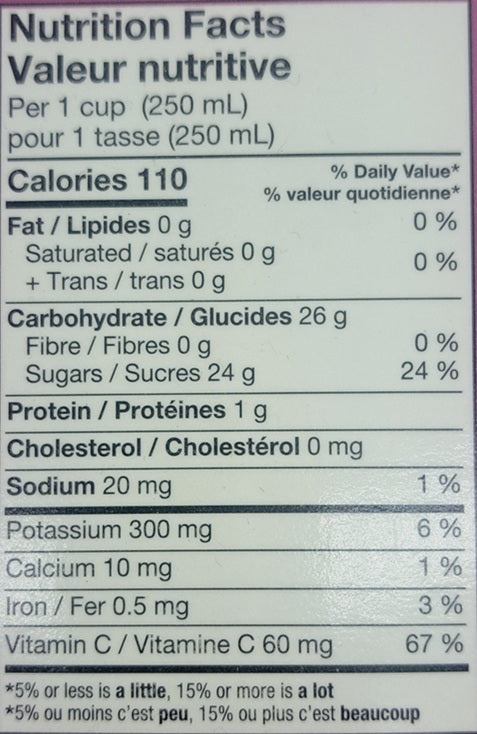 Nutrition Facts
Valeur nutritive
Per 1 cup (250 mL)
pour 1 tasse (250 mL)
Calories 110
% Daily Value*
% valeur quotidienne*
Fat / Lipides 0 g 0 %
Saturated / saturés 0 g
+ Trans / trans 0 g 0 %
Carbohydrate / Glucides 26 g
Fibre / Fibres 0 g 0 %
Sugars / Sucres 24 g 24 %
Protein / Protéines 1 g
Cholesterol / Cholestérol 0 mg
Sodium 20 mg 1 %
Potassium 300 mg 6 %
Calcium 10 mg 1 %
Iron / Fer 0.5 mg 3 %
Vitamin C / Vitamine C 60 mg 67 %
*5% or less is a little, 15% or more is a lot
*5% ou moins c'est peu, 15% ou plus c'est beaucoup